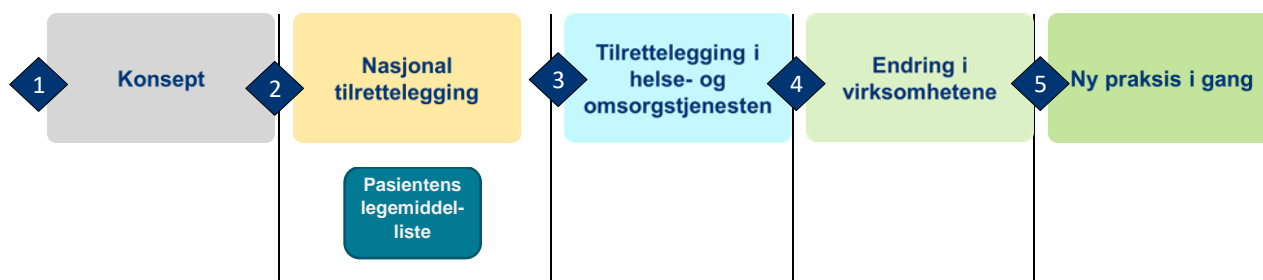 1
Konsept
2
Nasjonal
tilrettelegging
3
Tilrettelegging i
helse- og
omsorgstjenesten
4
Endring i
virksomhetene
5
Ny praksis i gang
Pasientens
legemiddel-
liste